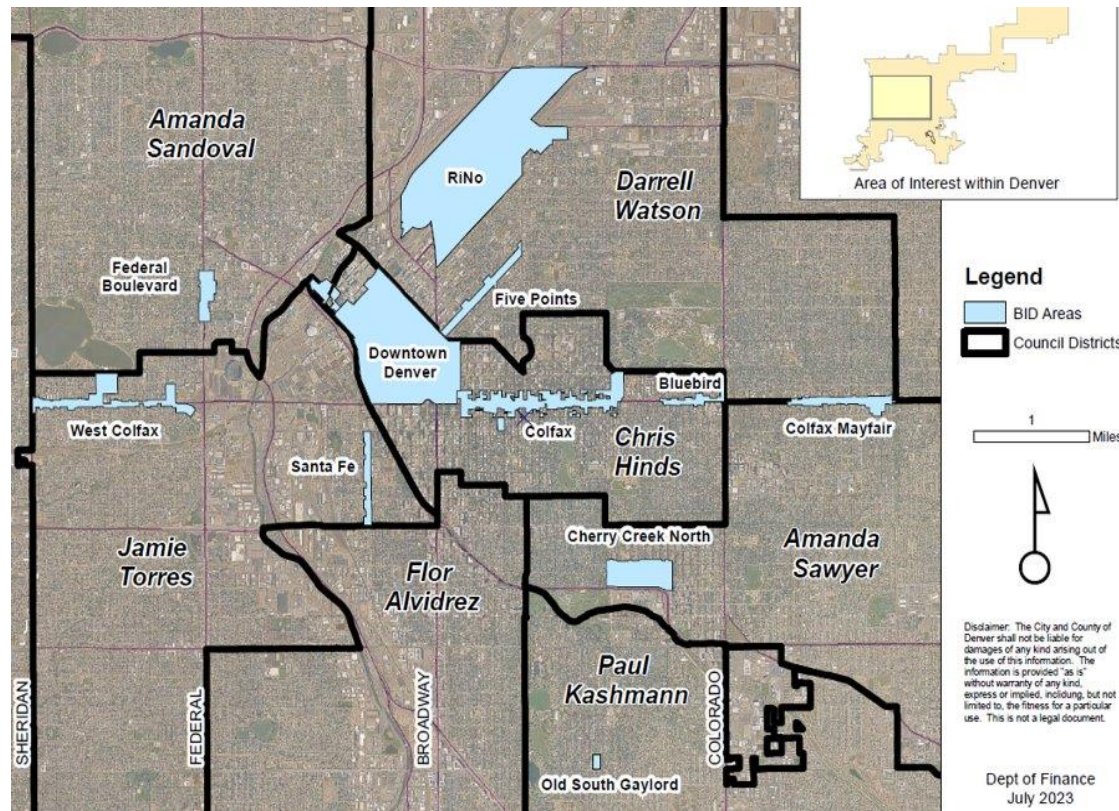 Amanda
Sandoval
RiNo
Darrell
Watson
Area of Interest within Denver
Federal
Boulevard
Five Points
Legend
BID Areas
Council Districts
Downtown
Denver
Bluebird
West Colfax
Colfax
Colfax Mayfair
1
Miles
Chris
Hinds
Santa Fe
Cherry Creek North
Jamie
Torres
Flor
Alvidrez
Amanda
Sawyer
Paul
Kashmann
Disclaimer: The City and County of
Denver shall not be liable for
damages of any kind arising out of
the use of this information. The
information is provided "as is"
without warranty of any kind,
express or implied, inclidung, but not
limited to, the fitness for a particular
use. This is not a legal document.
SHERIDAN
FEDERAL
BROADWAY
COLORADO
Old South Gaylord
Dept of Finance
July 2023